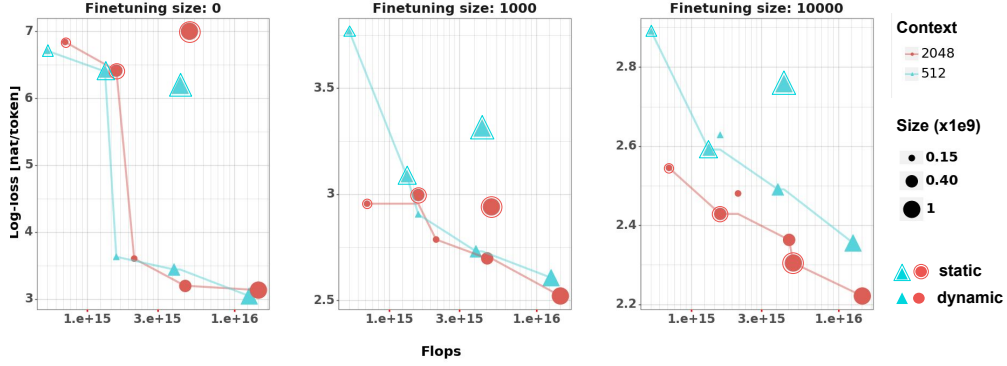 Finetuning size: 0
Finetuning size: 1000
Finetuning size: 10000
Log-loss [nat/token]
7
6
5
4
3
3.5
3
2.5
2.8
2.6
2.4
2.2
1.e+15
3.e+15
1.e+16
1.e+15
3.e+15
1.e+16
1.e+15
3.e+15
1.e+16
Flops
Context
2048
512
Size (x1e9)
0.15
0.40
1
static
dynamic